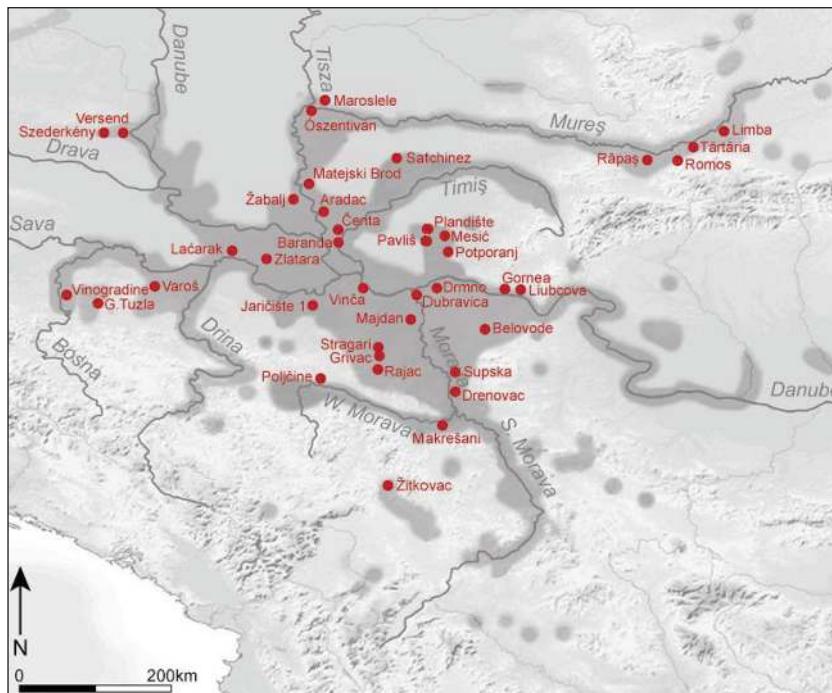 Danube
Tisza
Maroslele
Ószentiván
Mureş
Versend
Szederkény
Drava
Limba
Tărtăria
Râpaş
Romos
Satchinez
Matejski Brod
Timiş
Žabalj
Aradac
Čenta
Plandište
Sava
Baranda
Pavliš
Mesić
Potporanj
Laćarak
Zlatara
Vinogradine
Varoš
G.Tuzla
Gornea
Drmno
Liubcova
Vinča
Dubravica
Jaričište 1
Majdan
Belovode
Drina
Bosna
Stragari
Grivac
Morava
Rajac
Supska
Poljčine
Danube
Drenovac
W. Morava
Makrešani
S. Morava
Žitkovac
N
0
200km